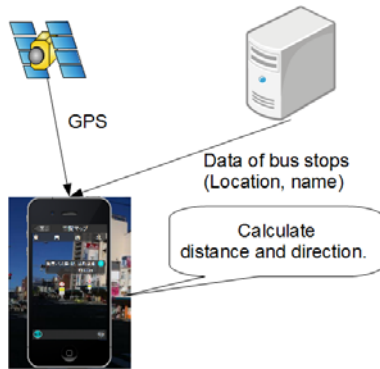 GPS
Data of bus stops
(Location, name)
Calculate
distance and direction.